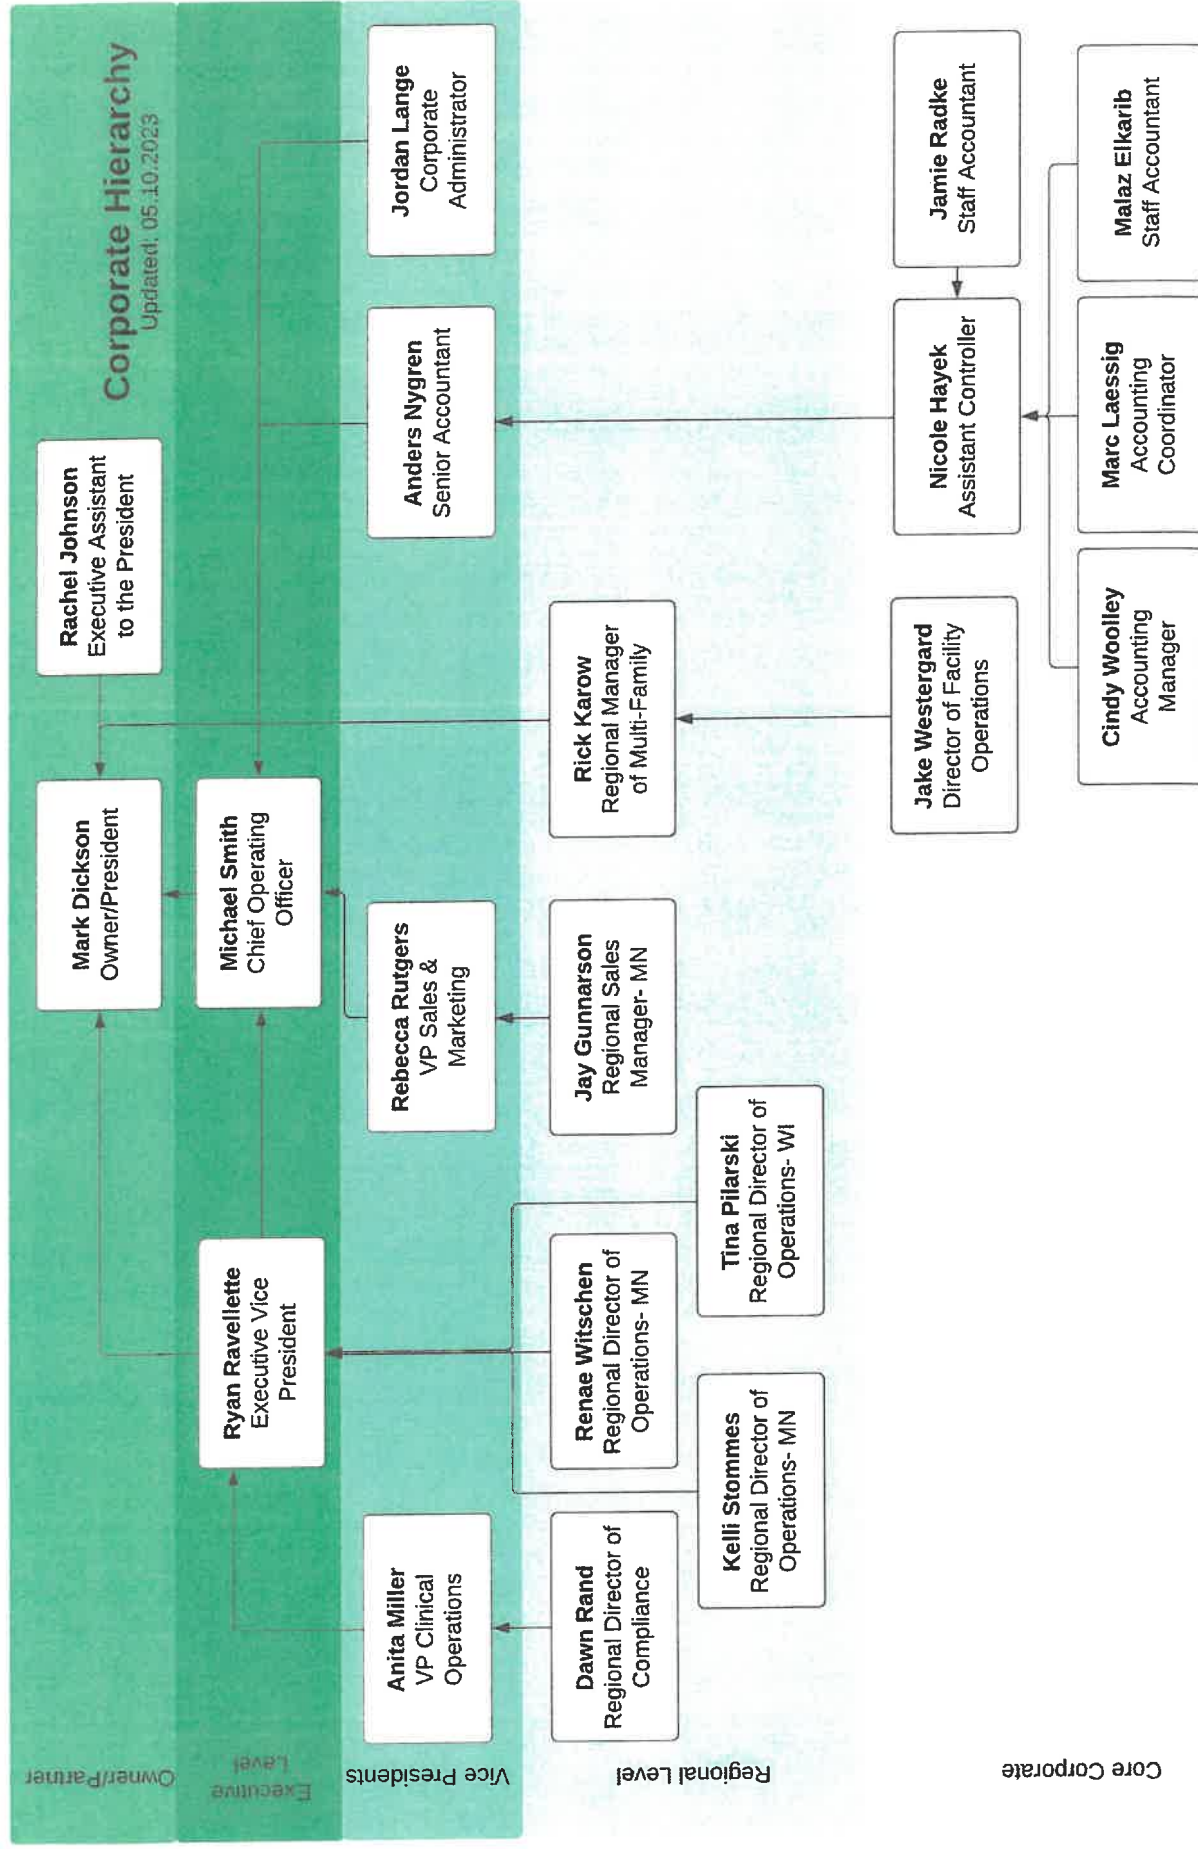 Corporate Hierarchy
Updated: 05.10.2023
Owner/Partner
Mark Dickson
Owner/President
Rachel Johnson
Executive Assistant
to the President
Executive
Level
Ryan Ravellette
Executive Vice
President
Michael Smith
Chief Operating
Officer
Vice Presidents
Anita Miller
VP Clinical
Operations
Rebecca Rutgers
VP Sales &
Marketing
Anders Nygren
Senior Accountant
Jordan Lange
Corporate
Administrator
Regional Level
Dawn Rand
Regional Director of
Compliance
Renae Witschen
Regional Director of
Operations- MN
Jay Gunnarson
Regional Sales
Manager- MN
Rick Karow
Regional Manager
of Multi-Family
Kelli Stommes
Regional Director of
Operations- MN
Tina Pilarski
Regional Director of
Operations- WI
Core Corporate
Jake Westergard
Director of Facility
Operations
Nicole Hayek
Assistant Controller
Jamie Radke
Staff Accountant
Cindy Woolley
Accounting
Manager
Marc Laessig
Accounting
Coordinator
Malaz Elkarib
Staff Accountant